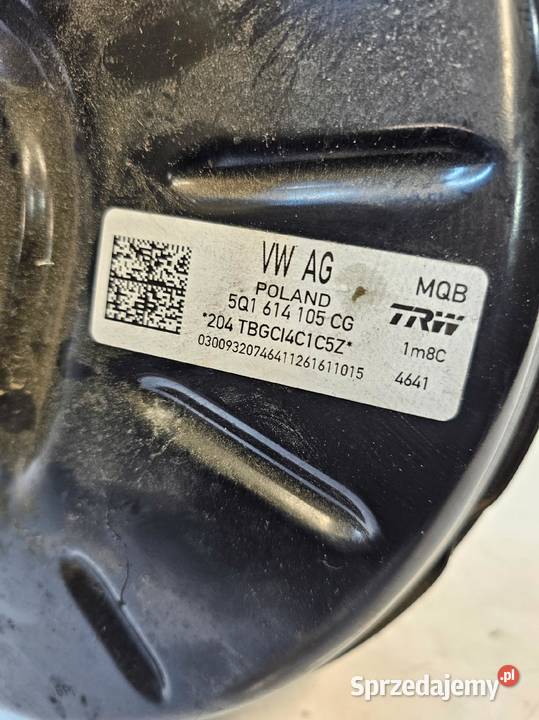 VW AG
POLAND
5Q1 614 105 CG
*204 TBGCI4C1C5Z*
03009320746411261611015
MQB
TRW
1m8C
4641
Sprzedajemy.pl